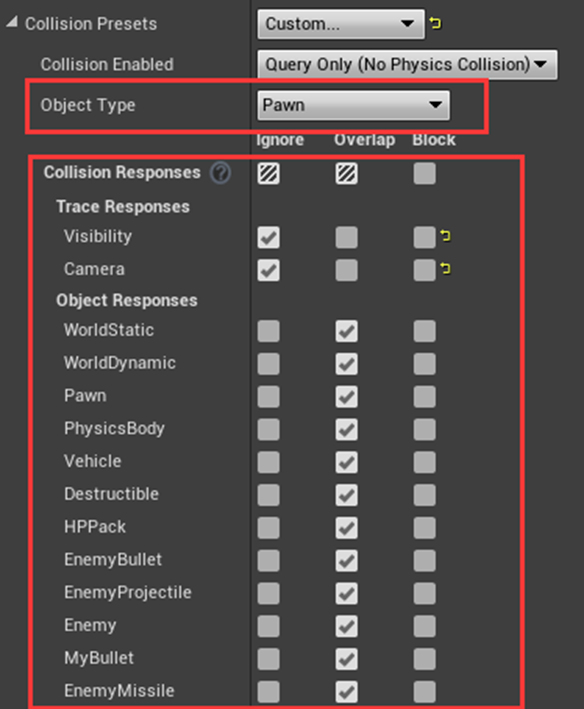 Collision Presets Custom...
Collision Enabled Query Only (No Physics Collision)
Object Type Pawn
Ignore Overlap Block
Collision Responses ?
Trace Responses
Visibility
Camera
Object Responses
WorldStatic
WorldDynamic
Pawn
PhysicsBody
Vehicle
Destructible
HPPack
EnemyBullet
EnemyProjectile
Enemy
MyBullet
EnemyMissile